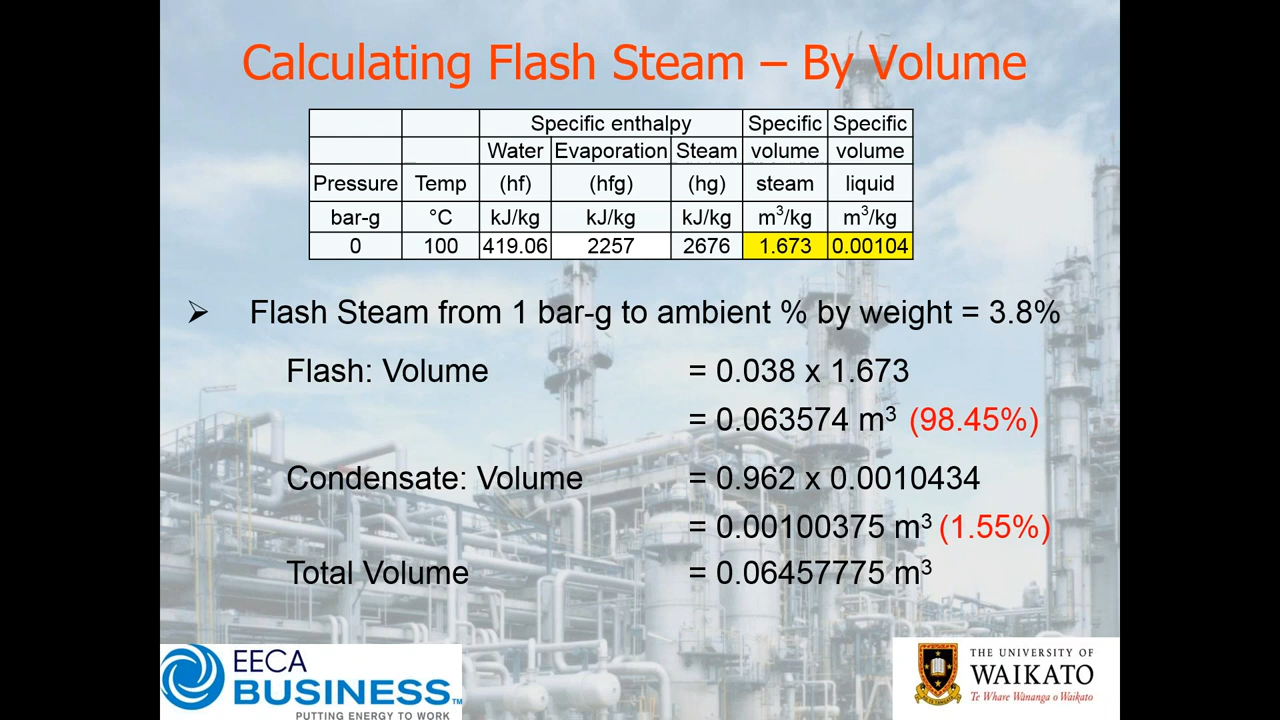 Calculating Flash Steam – By Volume
Specific enthalpy Specific Specific
Water Evaporation Steam volume volume
Pressure Temp (hf) (hfg) (hg) steam liquid
bar-g °C kJ/kg kJ/kg kJ/kg m³/kg m³/kg
0 100 419.06 2257 2676 1.673 0.00104
➢ Flash Steam from 1 bar-g to ambient % by weight = 3.8%
Flash: Volume = 0.038 x 1.673
= 0.063574 m³ (98.45%)
Condensate: Volume = 0.962 x 0.0010434
= 0.00100375 m³ (1.55%)
Total Volume = 0.06457775 m³
EECA
BUSINESS™
PUTTING ENERGY TO WORK
THE UNIVERSITY OF
WAIKATO
Te Whare Wānanga o Waikato